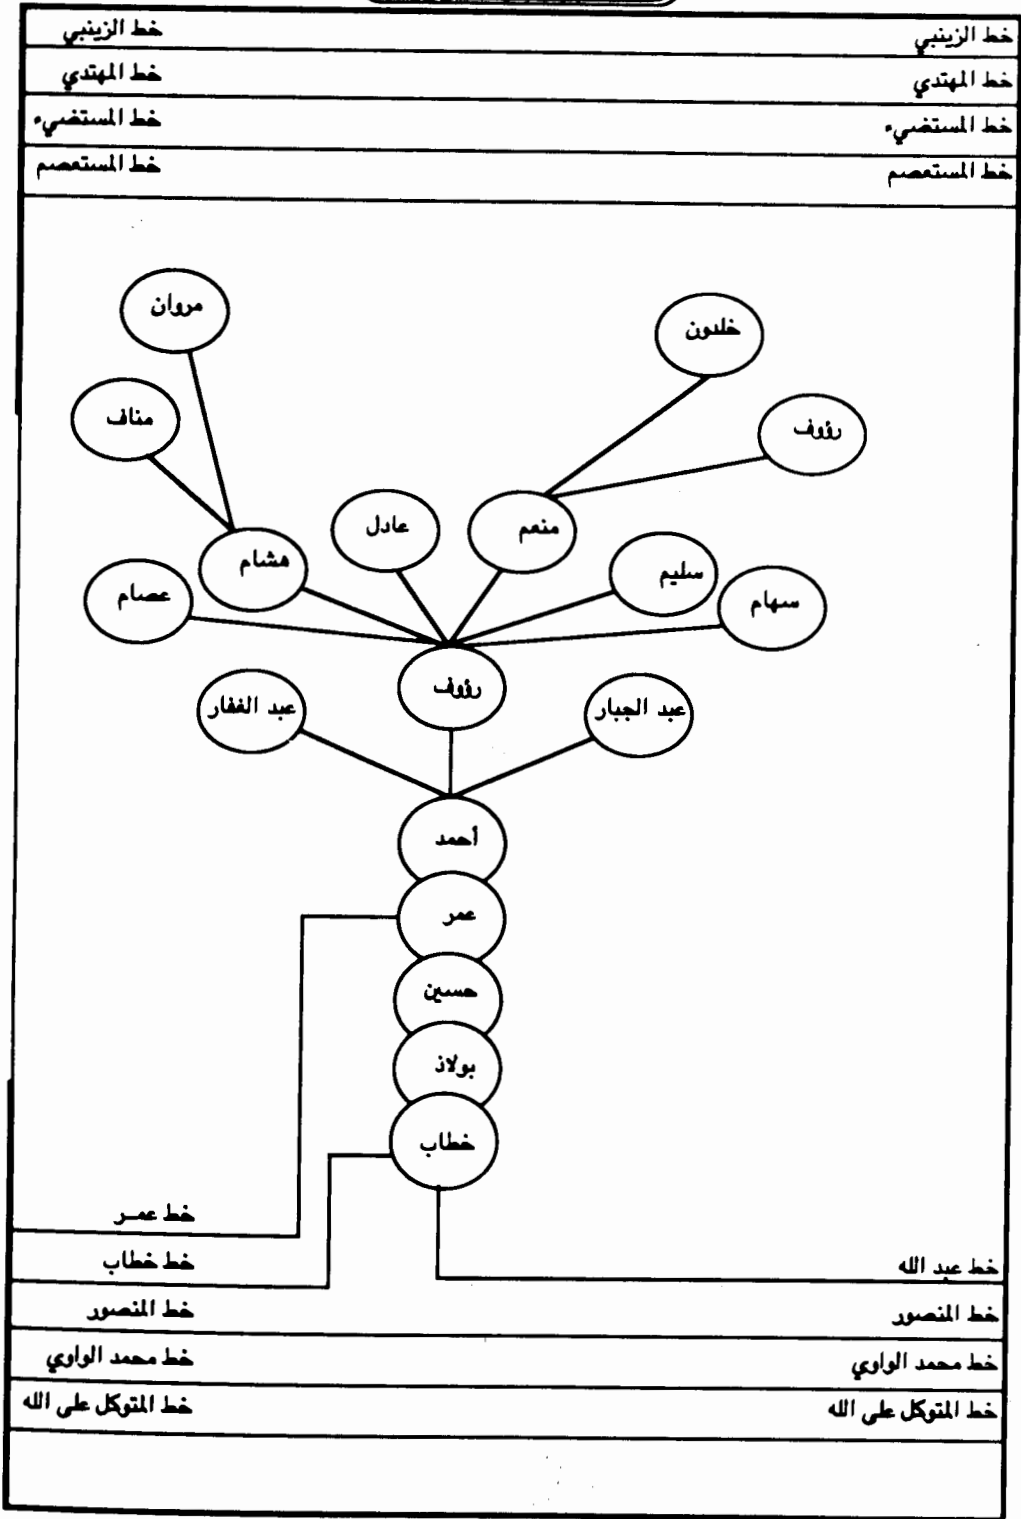 خط الزينبي خط الزينبي
خط المهتدي خط المهتدي
خط المستضيء خط المستضيء
خط المستعصم خط المستعصم
مروان
خلدون
مناف
رؤوف
عادل
منعم
هشام
سليم
عصام
سهام
رؤوف
عبد الجبار
عبد الغفار
أحمد
عمر
حسين
بولاذ
خطاب
خط عمـر
خط عبد الله خط خطاب
خط المنصور خط المنصور
خط محمد الواوي خط محمد الواوي
خط المتوكل على الله خط المتوكل على الله